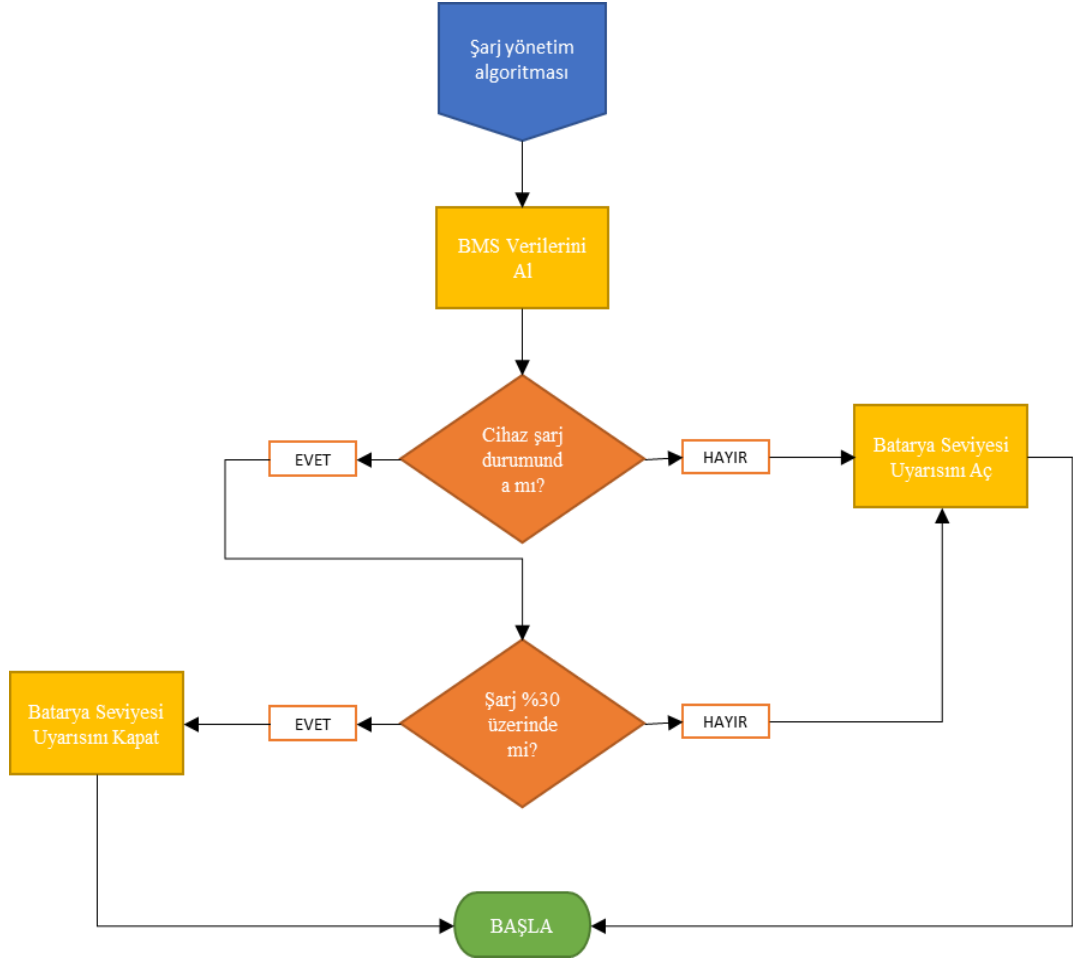 Şarj yönetim
algoritması
BMS Verilerini
Al
Cihaz şarj
durumund
a mı?
EVET
HAYIR
Batarya Seviyesi
Uyarısını Aç
Şarj %30
üzerinde
mi?
EVET
HAYIR
Batarya Seviyesi
Uyarısını Kapat
BAŞLA